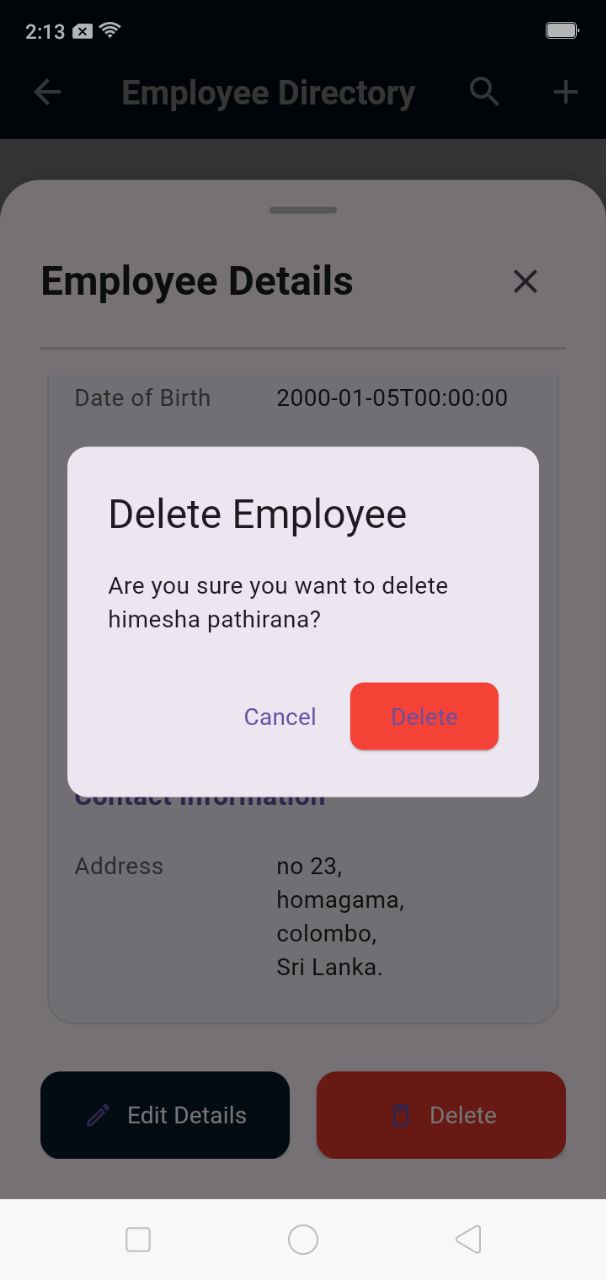 2:13
Employee Directory
Employee Details
Date of Birth 2000-01-05T00:00:00
Delete Employee
Are you sure you want to delete
himesha pathirana?
Cancel Delete
Contact Information
Address no 23,
homagama,
colombo,
Sri Lanka.
Edit Details Delete